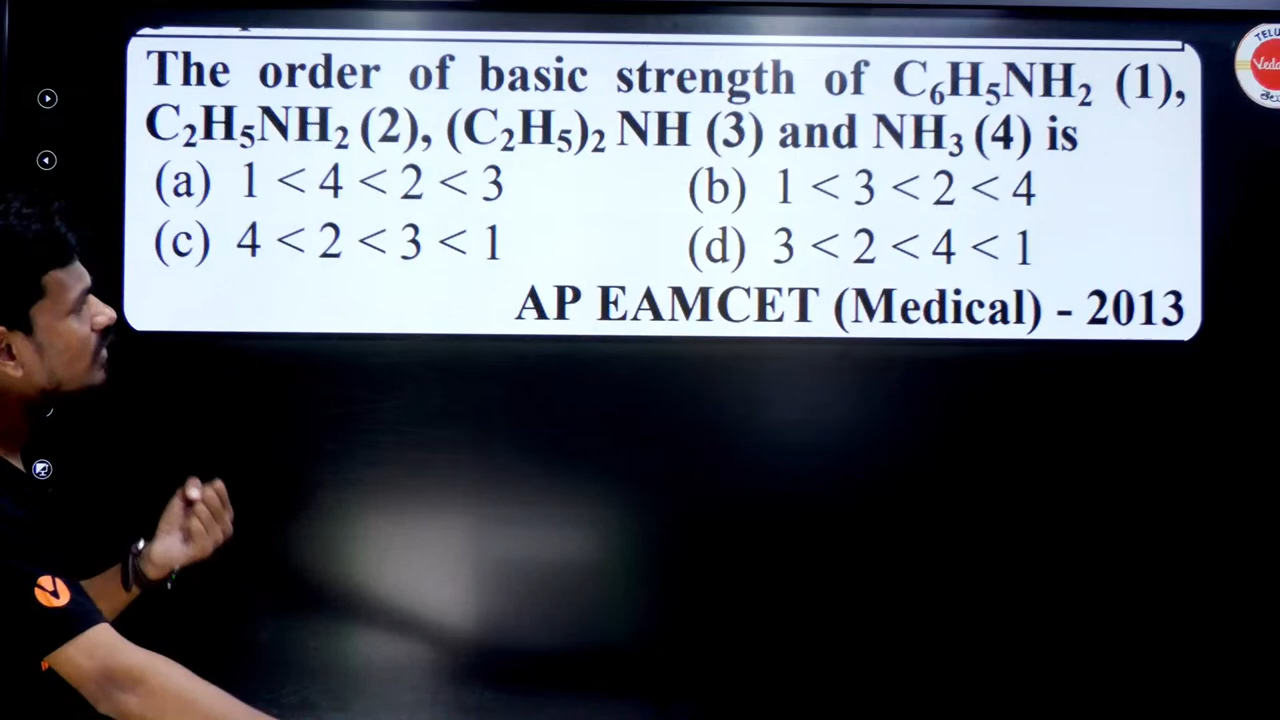 The order of basic strength of C₆H₅NH₂ (1),
C₂H₅NH₂ (2), (C₂H₅)₂ NH (3) and NH₃ (4) is
(a) 1 < 4 < 2 < 3 (b) 1 < 3 < 2 < 4
(c) 4 < 2 < 3 < 1 (d) 3 < 2 < 4 < 1
AP EAMCET (Medical) - 2013